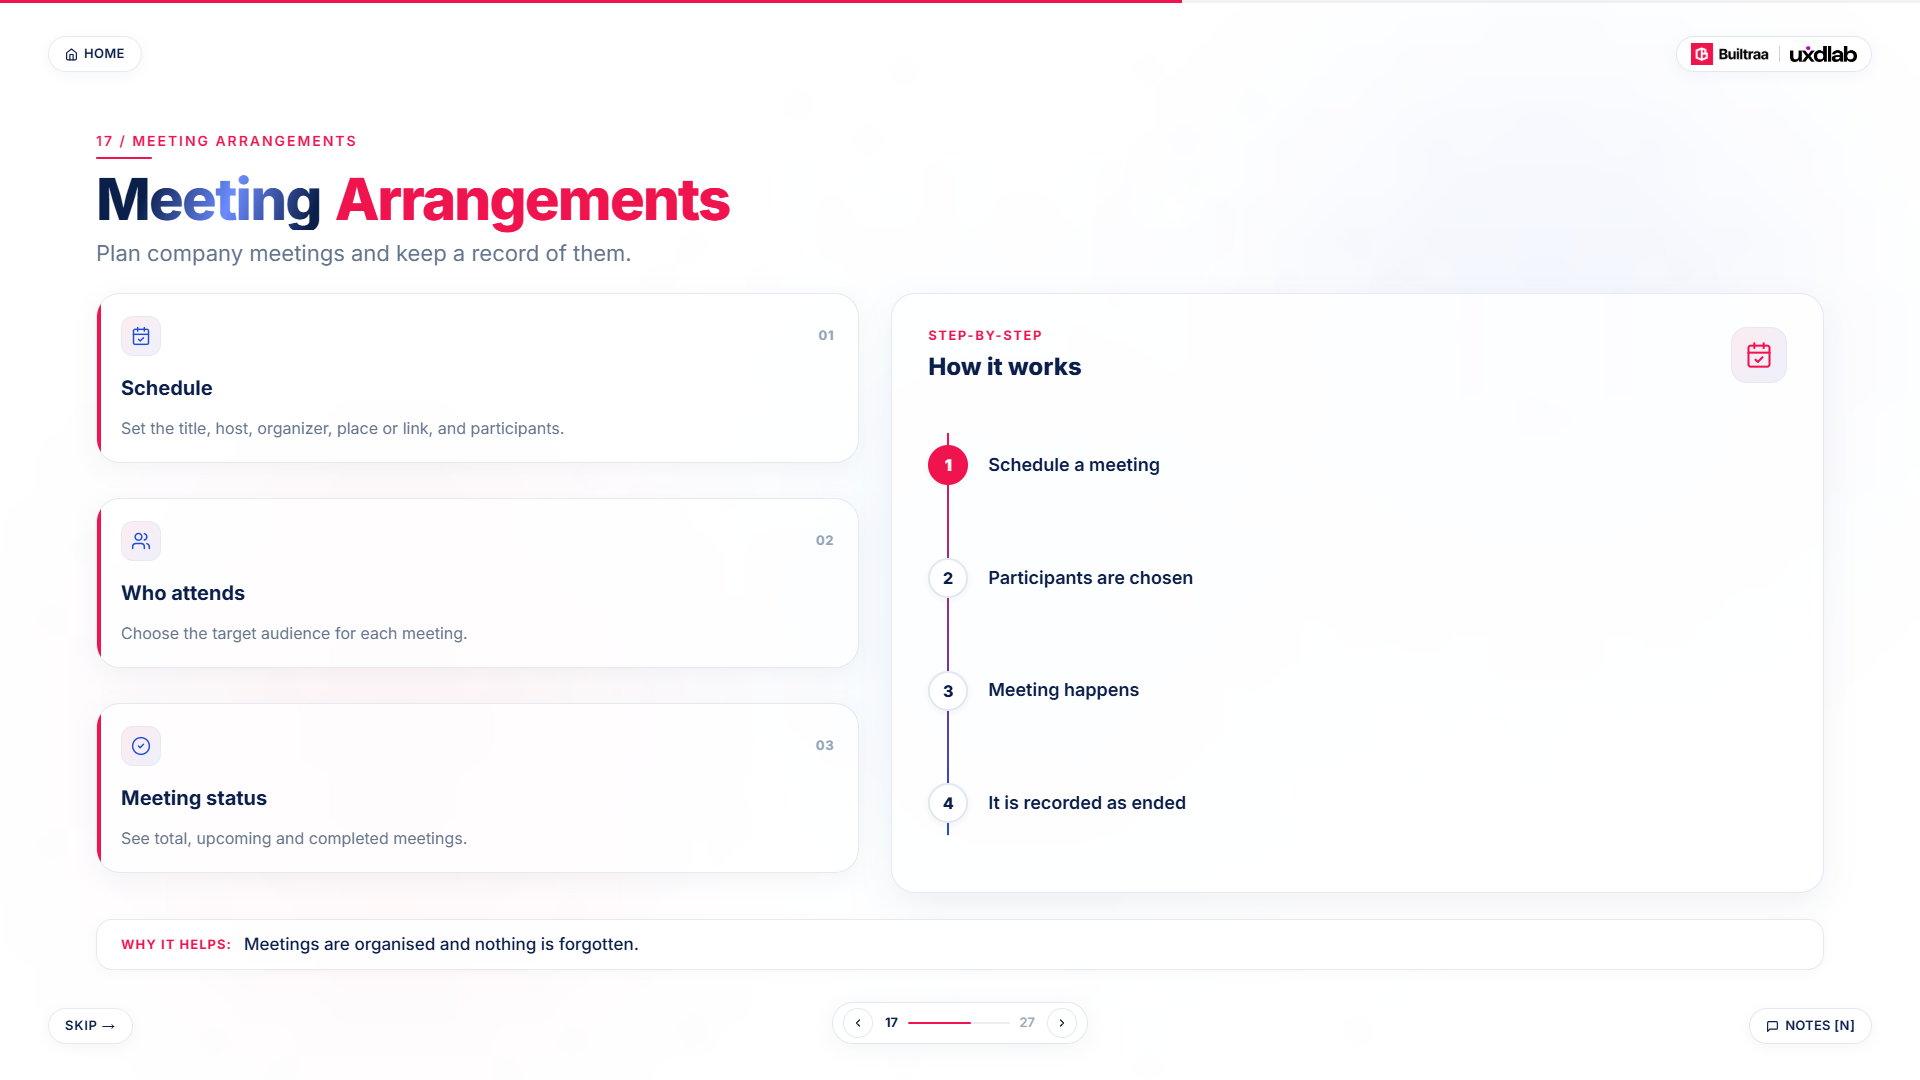 HOME
Builtraa
uxdlab
17 / MEETING ARRANGEMENTS
Meeting Arrangements
Plan company meetings and keep a record of them.
01
Schedule
Set the title, host, organizer, place or link, and participants.
02
Who attends
Choose the target audience for each meeting.
03
Meeting status
See total, upcoming and completed meetings.
STEP-BY-STEP
How it works
1 Schedule a meeting
2 Participants are chosen
3 Meeting happens
4 It is recorded as ended
WHY IT HELPS: Meetings are organised and nothing is forgotten.
SKIP →
17 27
NOTES [N]